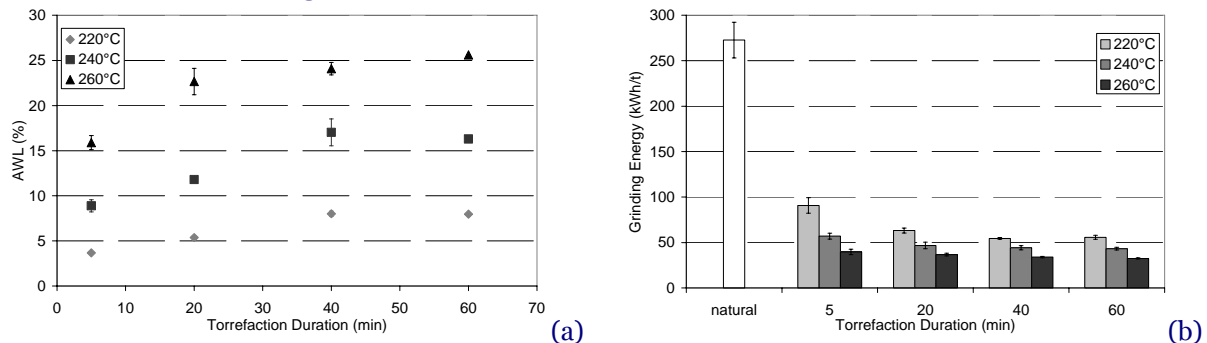 30
25
20
15
10
5
0
AWL (%)
220°C
240°C
260°C
0 10 20 30 40 50 60 70
Torrefaction Duration (min)
(a)
300
250
200
150
100
50
0
Grinding Energy (kWh/t)
220°C
240°C
260°C
natural 5 20 40 60
Torrefaction Duration (min)
(b)